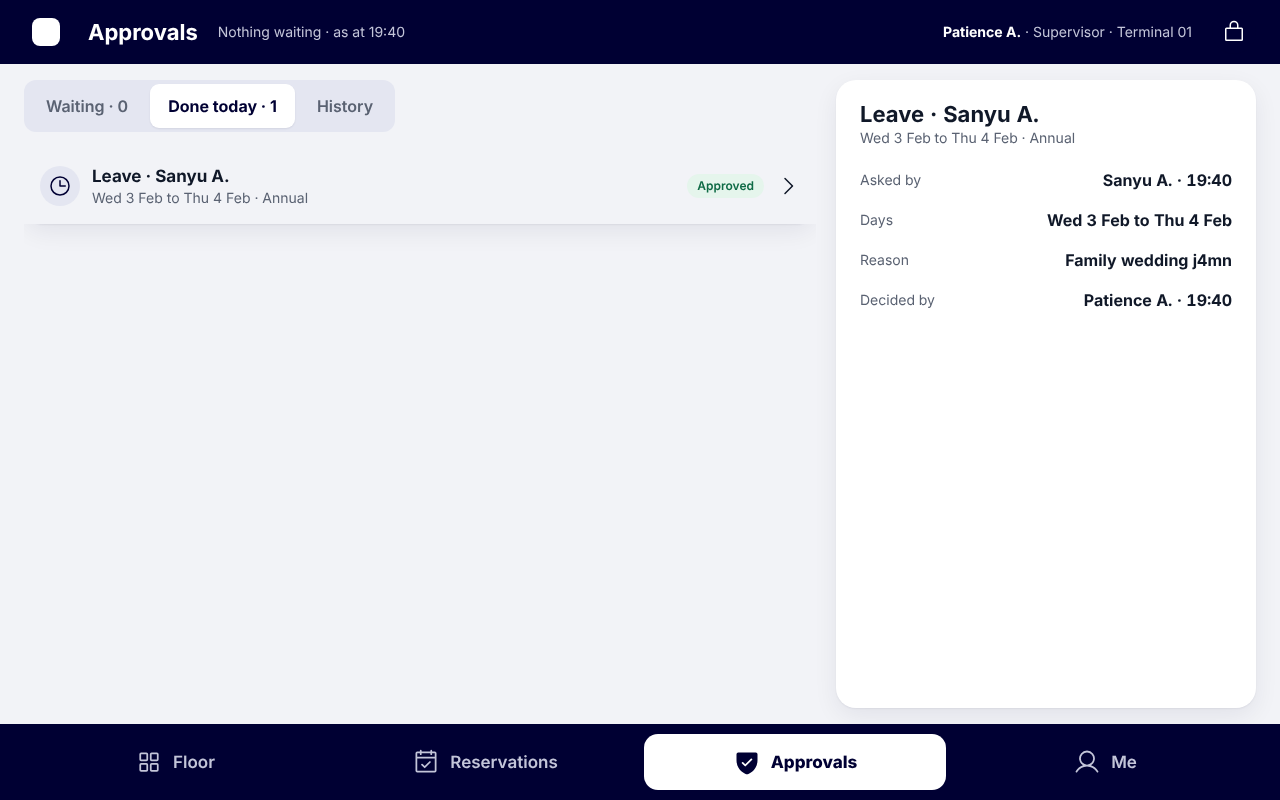 Approvals
Nothing waiting · as at 19:40
Patience A. · Supervisor · Terminal 01
Waiting · 0
Done today · 1
History
Leave · Sanyu A.
Wed 3 Feb to Thu 4 Feb · Annual
Approved
Leave · Sanyu A.
Wed 3 Feb to Thu 4 Feb · Annual
Asked by
Sanyu A. · 19:40
Days
Wed 3 Feb to Thu 4 Feb
Reason
Family wedding j4mn
Decided by
Patience A. · 19:40
Floor
Reservations
Approvals
Me